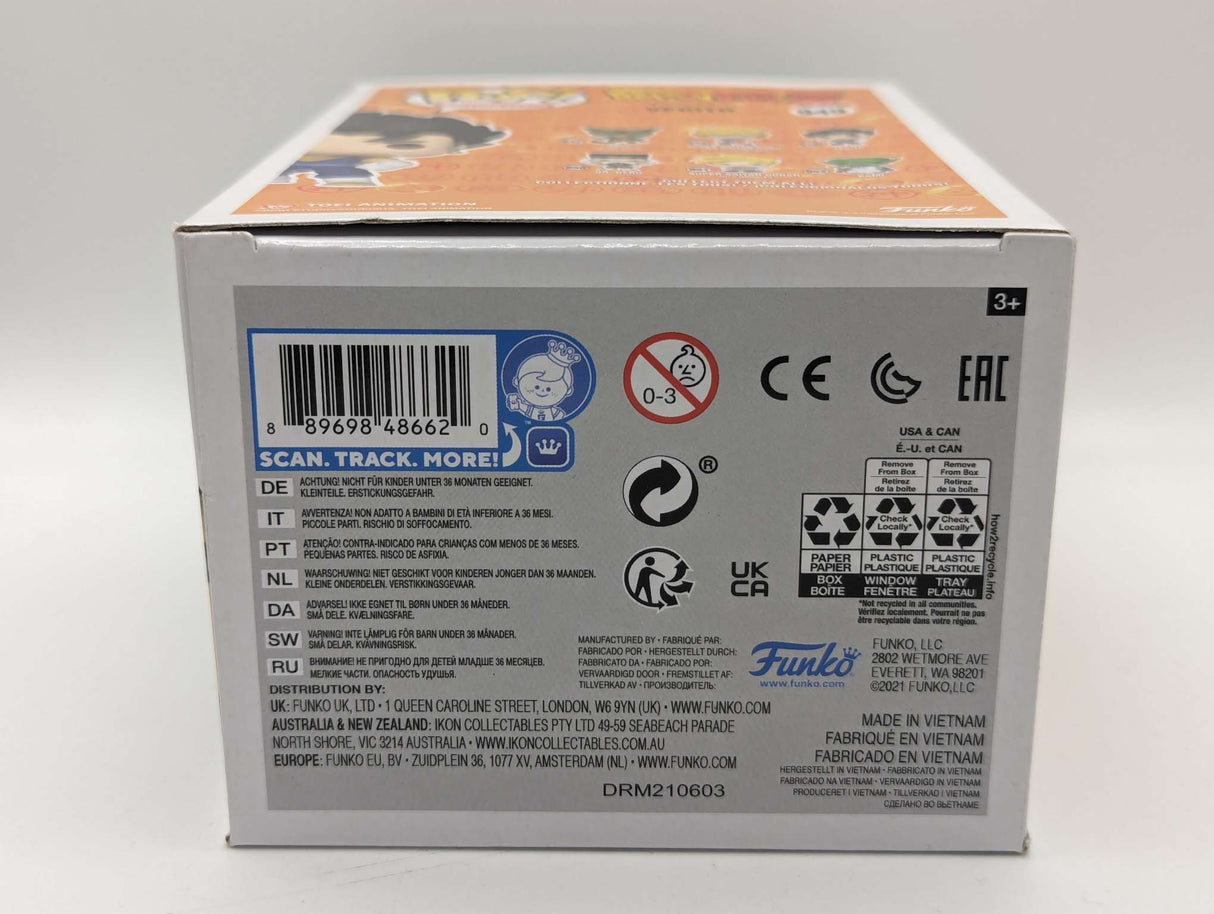 VEGITO
949
TOEI ANIMATION
Funko
3+
8 89698 48662 0
SCAN. TRACK. MORE!
™
0-3
CE
EAC
®
UK
CA
USA & CAN
É.-U. et CAN
Remove From Box
Retirez de la boîte
Remove From Box
Retirez de la boîte
Check Locally*
Check Locally*
PAPER PAPIER
PLASTIC PLASTIQUE
PLASTIC PLASTIQUE
BOX BOÎTE
WINDOW FENÊTRE
TRAY PLATEAU
how2recycle.info
*Not recycled in all communities.
Vérifiez localement. Pourrait ne pas
être recyclable dans votre région.
DE ACHTUNG! NICHT FÜR KINDER UNTER 36 MONATEN GEEIGNET.
KLEINTEILE. ERSTICKUNGSGEFAHR.
IT AVVERTENZA! NON ADATTO A BAMBINI DI ETÀ INFERIORE A 36 MESI.
PICCOLE PARTI. RISCHIO DI SOFFOCAMENTO.
PT ATENÇÃO! CONTRA-INDICADO PARA CRIANÇAS COM MENOS DE 36 MESES.
PEQUENAS PARTES. RISCO DE ASFIXIA.
NL WAARSCHUWING! NIET GESCHIKT VOOR KINDEREN JONGER DAN 36 MAANDEN.
KLEINE ONDERDELEN. VERSTIKKINGSGEVAAR.
DA ADVARSEL! IKKE EGNET TIL BØRN UNDER 36 MÅNEDER.
SMÅ DELE. KVÆLNINGSFARE.
SW VARNING! INTE LÄMPLIG FÖR BARN UNDER 36 MÅNADER.
SMÅ DELAR. KVÄVNINGSRISK.
RU ВНИМАНИЕ! НЕ ПРИГОДНО ДЛЯ ДЕТЕЙ МЛАДШЕ 36 МЕСЯЦЕВ.
МЕЛКИЕ ЧАСТИ. ОПАСНОСТЬ УДУШЬЯ.
MANUFACTURED BY • FABRIQUÉ PAR:
FABRICADO POR • HERGESTELLT DURCH:
FABBRICATO DA • FABRICADO POR:
VERVAARDIGD DOOR • FREMSTILLET AF:
TILLVERKAD AV • ПРОИЗВОДИТЕЛЬ:
Funko
www.funko.com
FUNKO, LLC
2802 WETMORE AVE
EVERETT, WA 98201
©2021 FUNKO,LLC
DISTRIBUTION BY:
UK: FUNKO UK, LTD • 1 QUEEN CAROLINE STREET, LONDON, W6 9YN (UK) • WWW.FUNKO.COM
AUSTRALIA & NEW ZEALAND: IKON COLLECTABLES PTY LTD 49-59 SEABEACH PARADE
NORTH SHORE, VIC 3214 AUSTRALIA • WWW.IKONCOLLECTABLES.COM.AU
EUROPE: FUNKO EU, BV • ZUIDPLEIN 36, 1077 XV, AMSTERDAM (NL) • WWW.FUNKO.COM
DRM210603
MADE IN VIETNAM
FABRIQUÉ EN VIETNAM
FABRICADO EN VIETNAM
HERGESTELLT IN VIETNAM • FABBRICATO IN VIETNAM
FABRICADO NA VIETNAM • VERVAARDIGD IN VIETNAM
PRODUCERET I VIETNAM • TILLVERKAD I VIETNAM
СДЕЛАНО ВО ВЬЕТНАМЕ